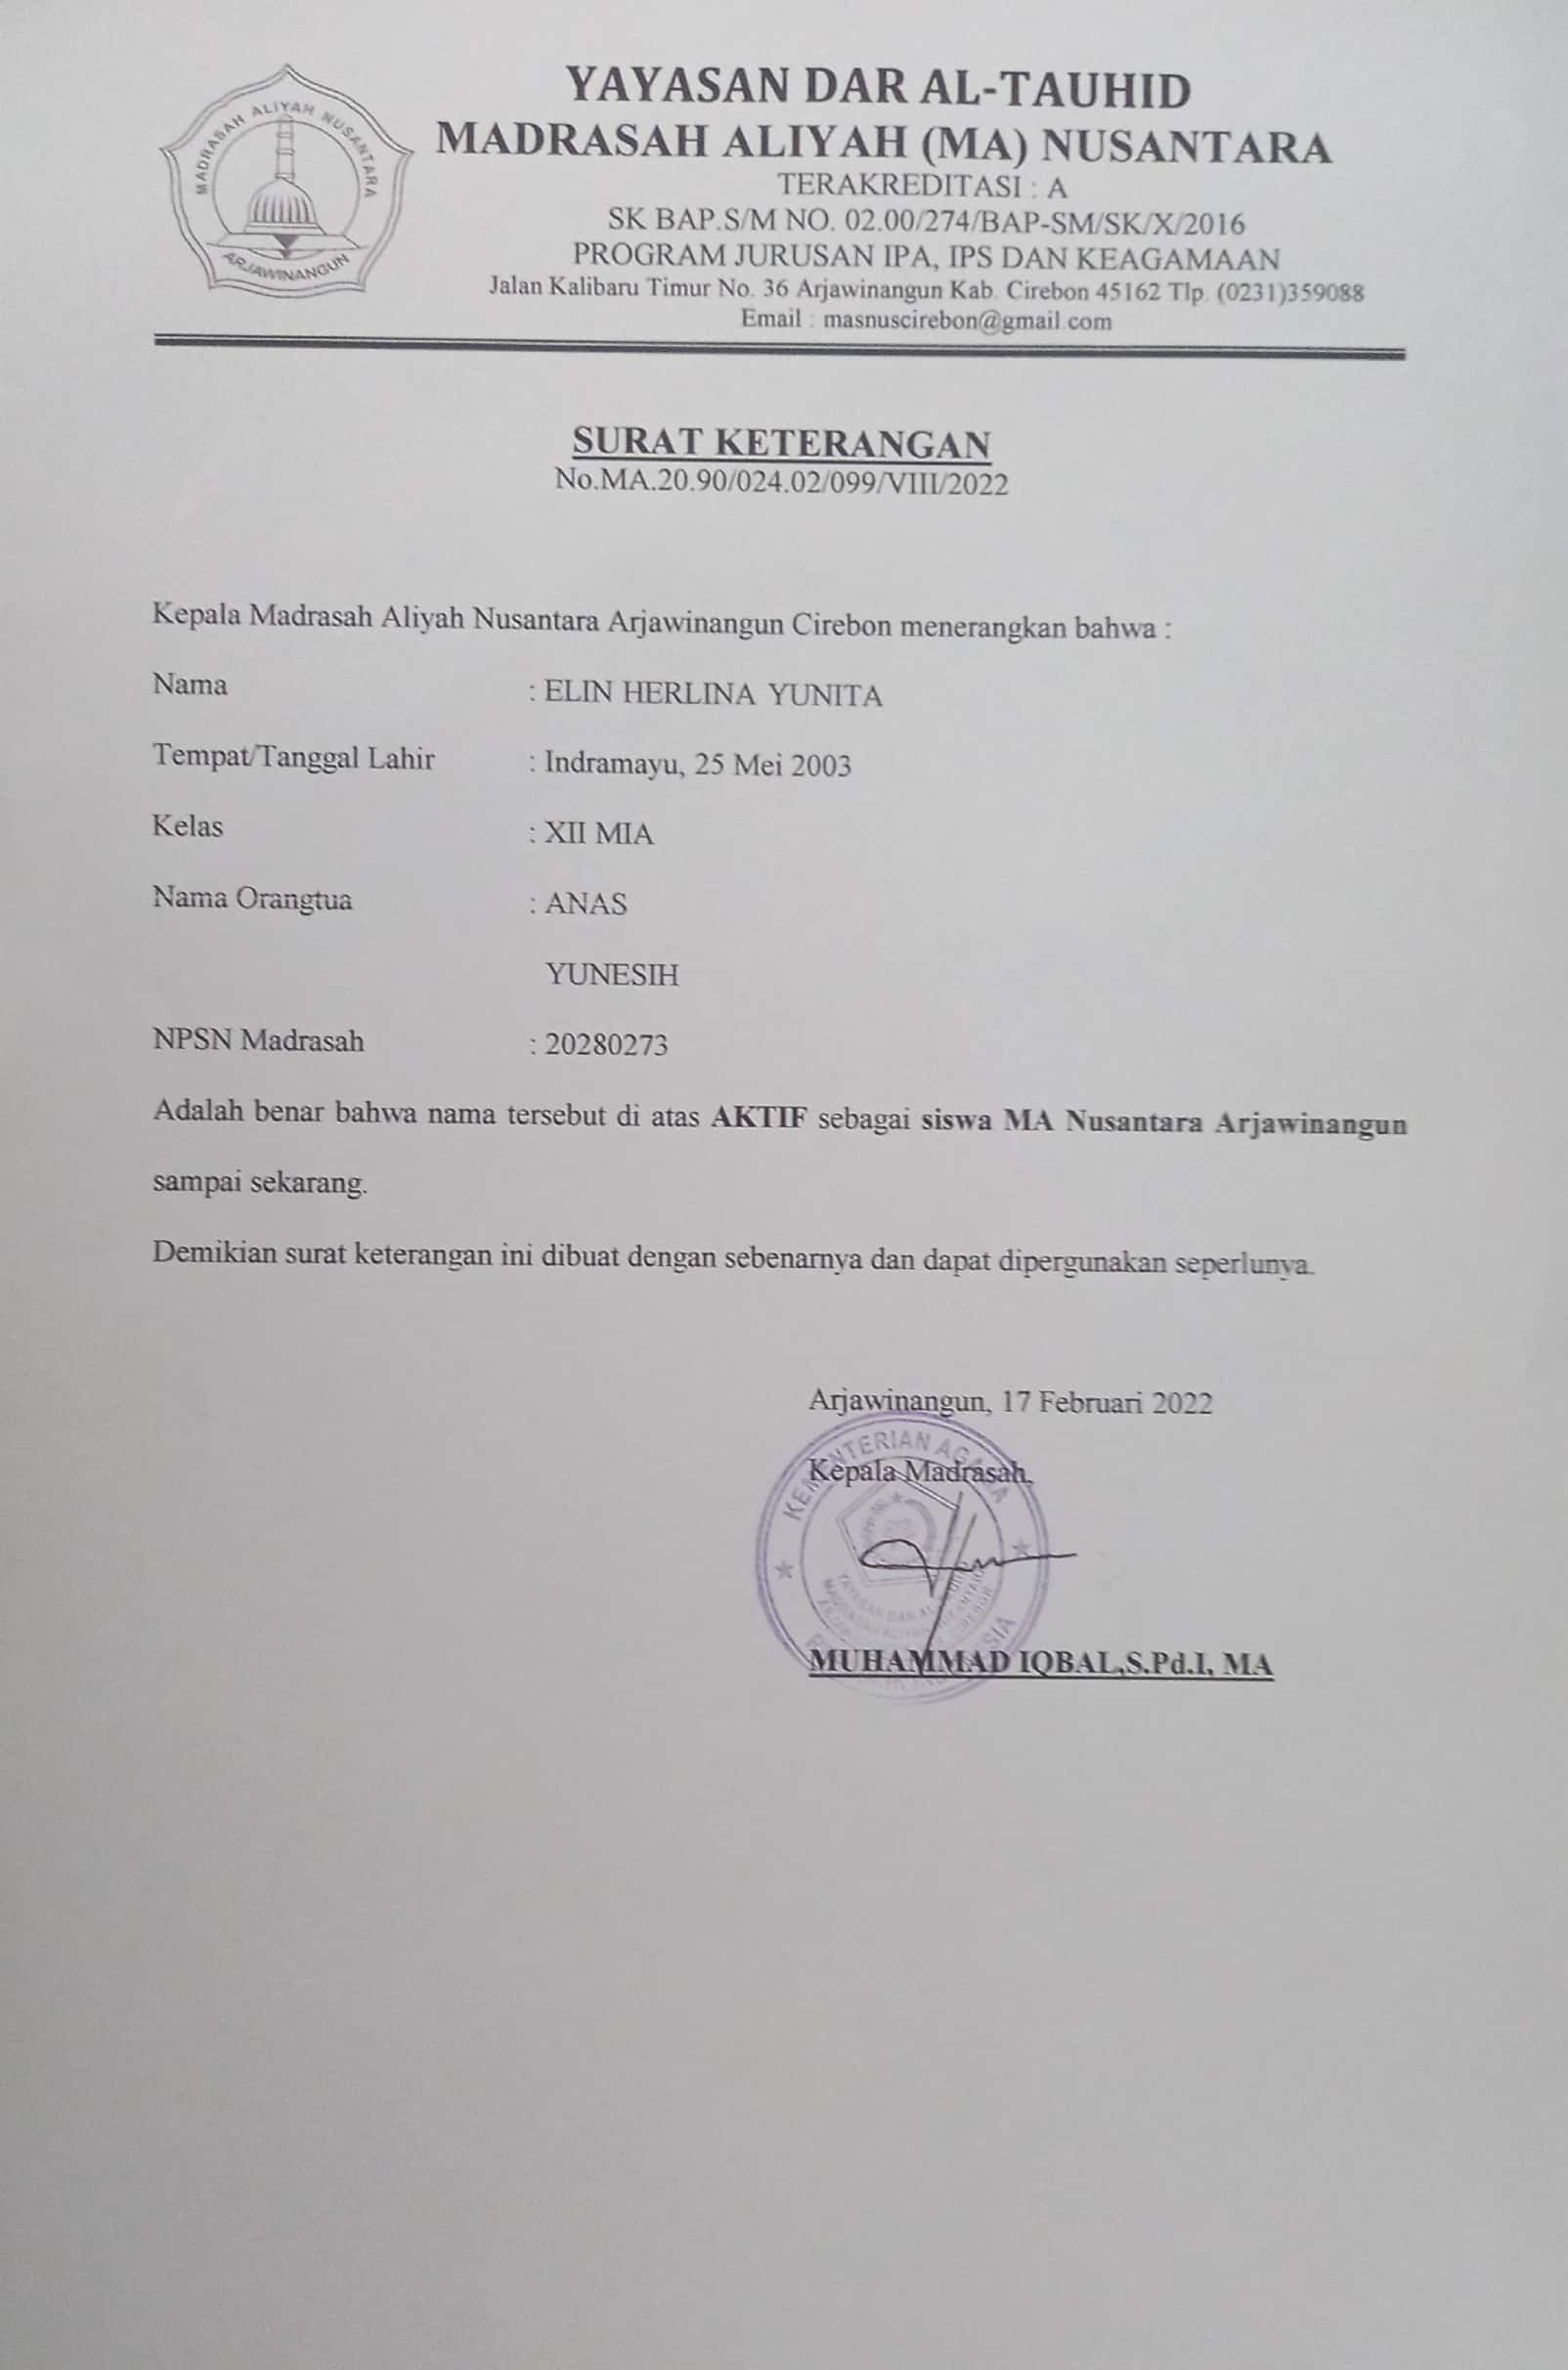 MADRASAH ALIYAH NUSANTARA
ARJAWINANGUN
YAYASAN DAR AL-TAUHID
MADRASAH ALIYAH (MA) NUSANTARA
TERAKREDITASI : A
SK BAP.S/M NO. 02.00/274/BAP-SM/SK/X/2016
PROGRAM JURUSAN IPA, IPS DAN KEAGAMAAN
Jalan Kalibaru Timur No. 36 Arjawinangun Kab. Cirebon 45162 Tlp. (0231)359088
Email : masnuscirebon@gmail.com
SURAT KETERANGAN
No.MA.20.90/024.02/099/VIII/2022
Kepala Madrasah Aliyah Nusantara Arjawinangun Cirebon menerangkan bahwa :
Nama : ELIN HERLINA YUNITA
Tempat/Tanggal Lahir : Indramayu, 25 Mei 2003
Kelas : XII MIA
Nama Orangtua : ANAS
YUNESIH
NPSN Madrasah : 20280273
Adalah benar bahwa nama tersebut di atas AKTIF sebagai siswa MA Nusantara Arjawinangun
sampai sekarang.
Demikian surat keterangan ini dibuat dengan sebenarnya dan dapat dipergunakan seperlunya.
Arjawinangun, 17 Februari 2022
KEMENTERIAN AGAMA
Kepala Madrasah,
YAYASAN DAR AL
MUHAMMAD IQBAL,S.Pd.I, MA